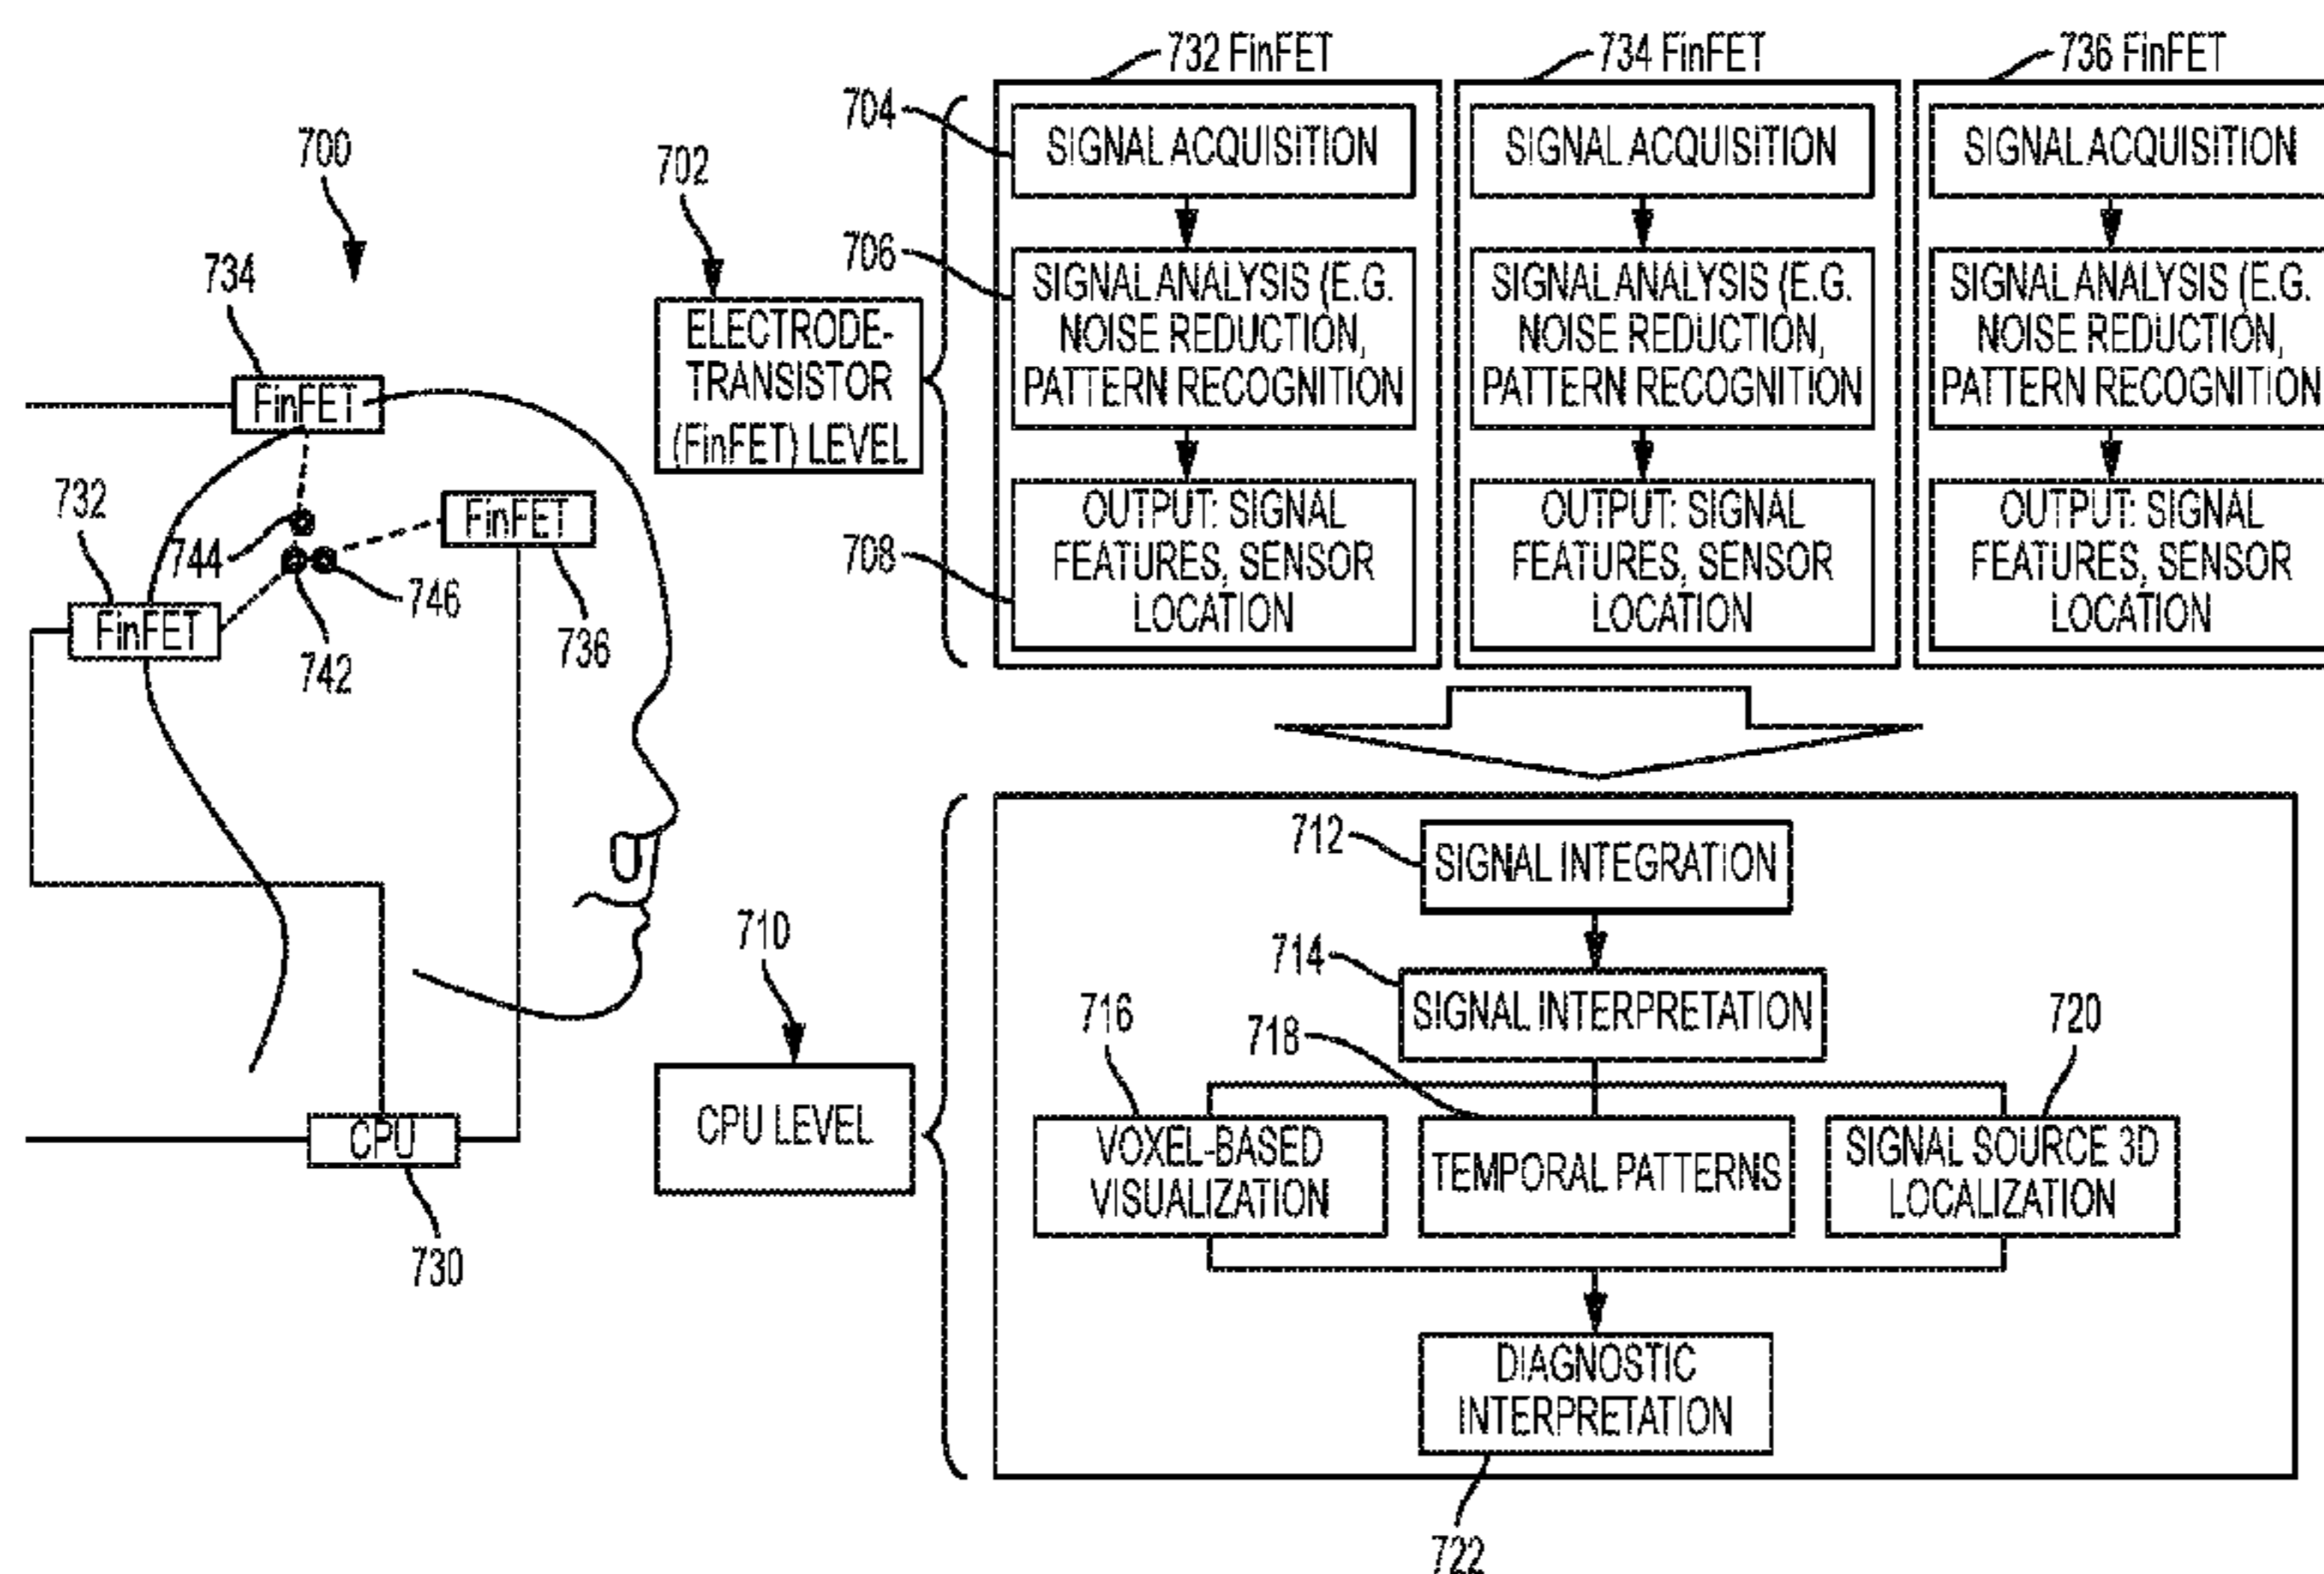 700
734
FinFET
732
FinFET
744
742
746
FinFET
736
CPU
730
702
ELECTRODE-
TRANSISTOR
(FinFET) LEVEL
704
706
708
732 FinFET
SIGNAL ACQUISITION
SIGNAL ANALYSIS (E.G.
NOISE REDUCTION,
PATTERN RECOGNITION
OUTPUT: SIGNAL
FEATURES, SENSOR
LOCATION
734 FinFET
SIGNAL ACQUISITION
SIGNAL ANALYSIS (E.G.
NOISE REDUCTION,
PATTERN RECOGNITION
OUTPUT: SIGNAL
FEATURES, SENSOR
LOCATION
736 FinFET
SIGNAL ACQUISITION
SIGNAL ANALYSIS (E.G.
NOISE REDUCTION,
PATTERN RECOGNITION
OUTPUT: SIGNAL
FEATURES, SENSOR
LOCATION
710
CPU LEVEL
712
SIGNAL INTEGRATION
714
SIGNAL INTERPRETATION
716
VOXEL-BASED
VISUALIZATION
718
TEMPORAL PATTERNS
720
SIGNAL SOURCE 3D
LOCALIZATION
DIAGNOSTIC
INTERPRETATION
722